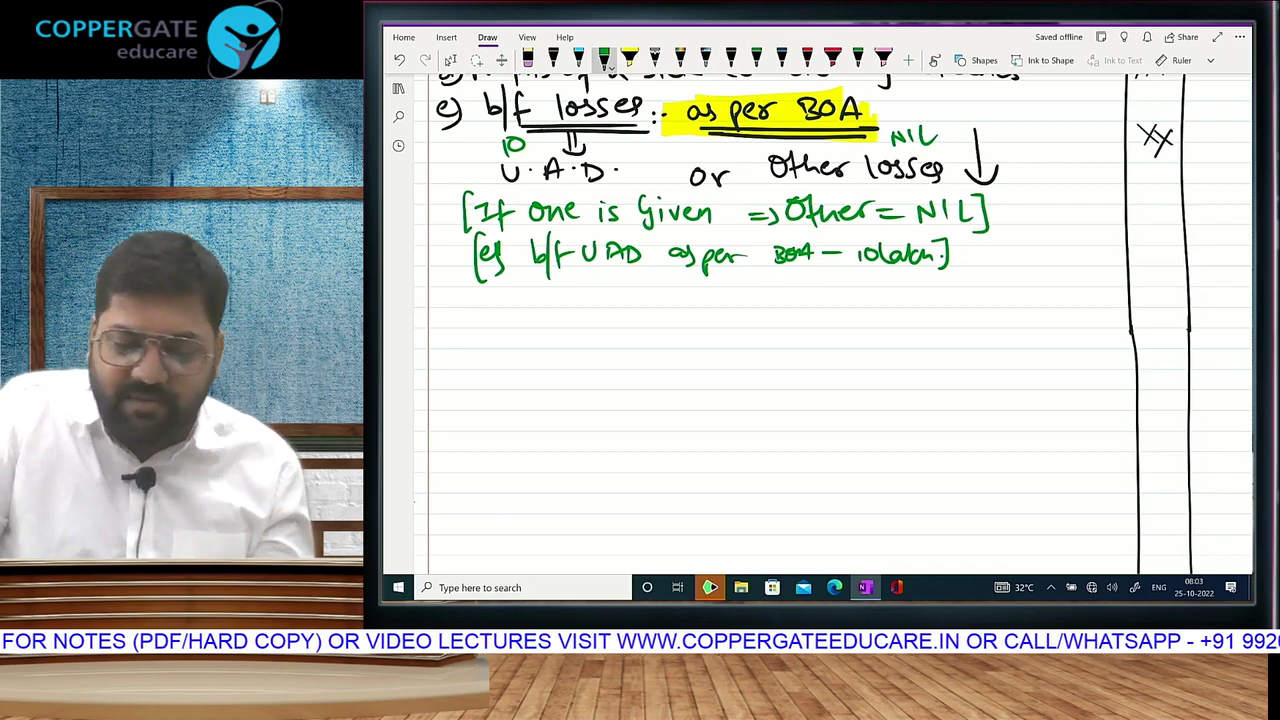 COPPERGATE
educare
Home Insert Draw View Help
Saved offline
Share
Shapes
Ink to Shape
Ink to Text
Ruler
e) b/f losses :- as per BOA
10
NIL
XX
U.A.D. or Other losses
[If one is Given ⇒ Other = NIL]
[eg b/f UAD as per BOA - 10 lakh.]
Type here to search
32°C
ENG
08:03
25-10-2022
FOR NOTES (PDF/HARD COPY) OR VIDEO LECTURES VISIT WWW.COPPERGATEEDUCARE.IN OR CALL/WHATSAPP - +91 992